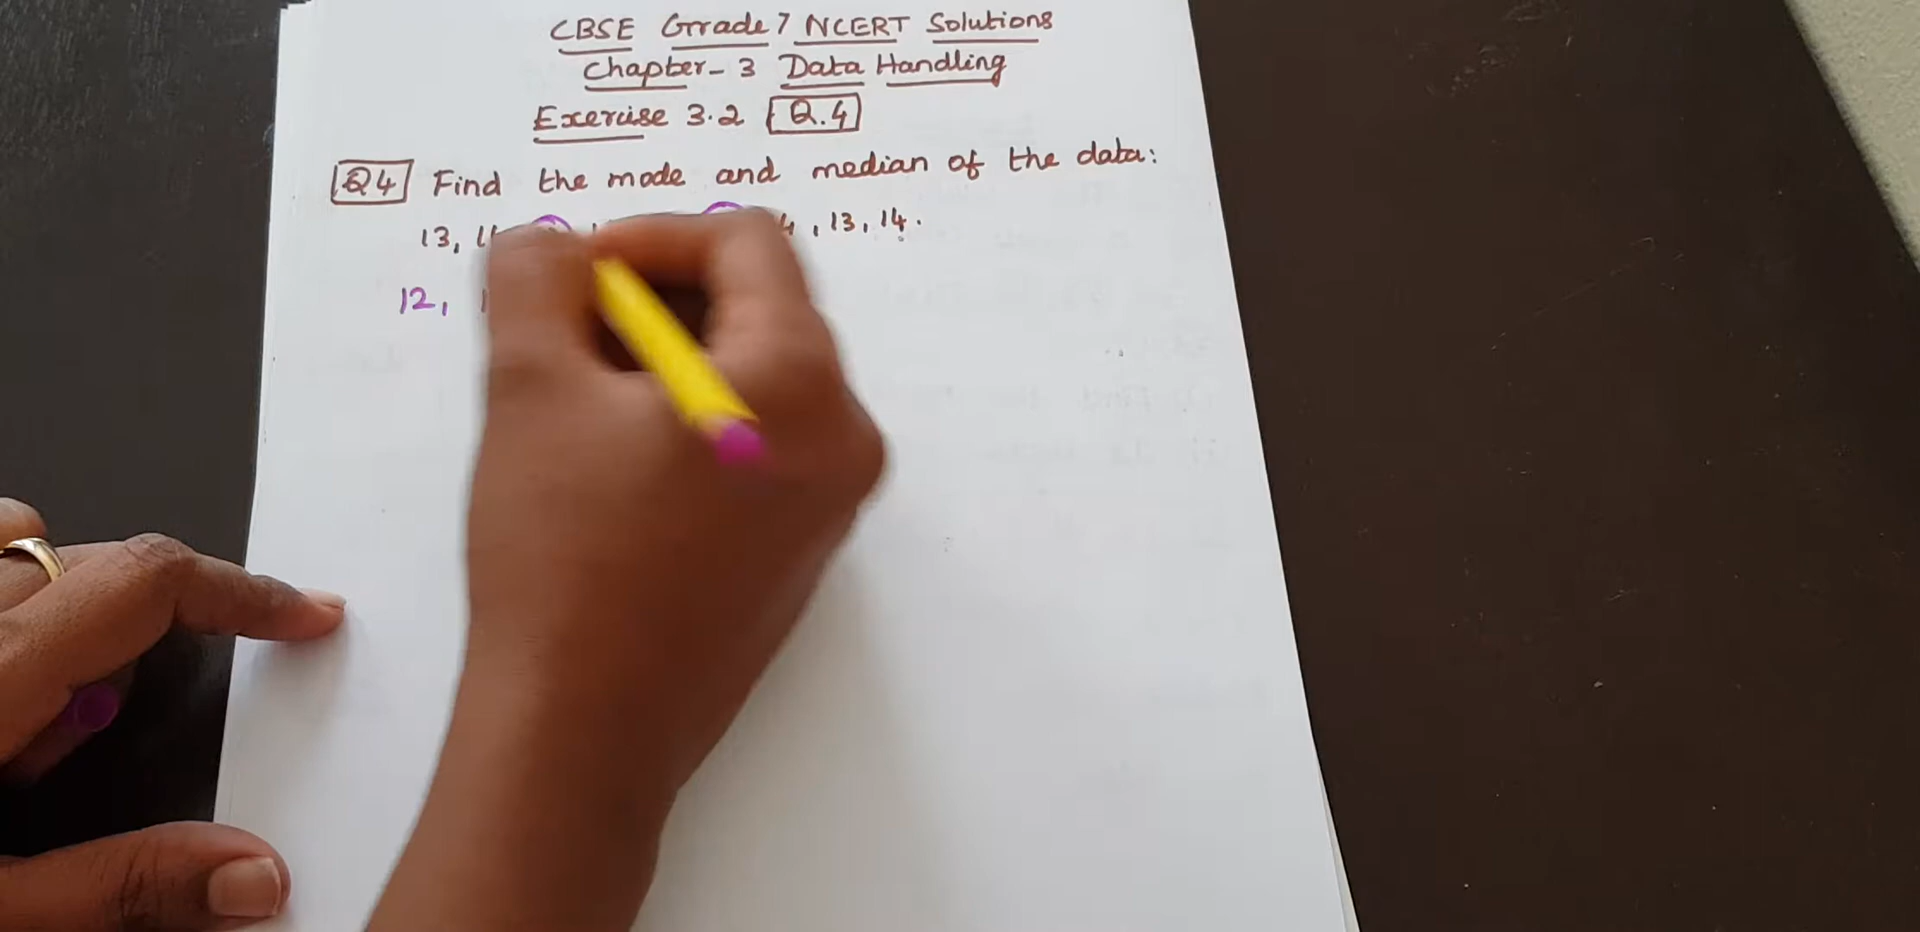 CBSE Grade 7 NCERT Solutions
Chapter - 3 Data Handling
Exercise 3.2 Q.4
Q4 Find the mode and median of the data:
13, , 13, 14.
12,